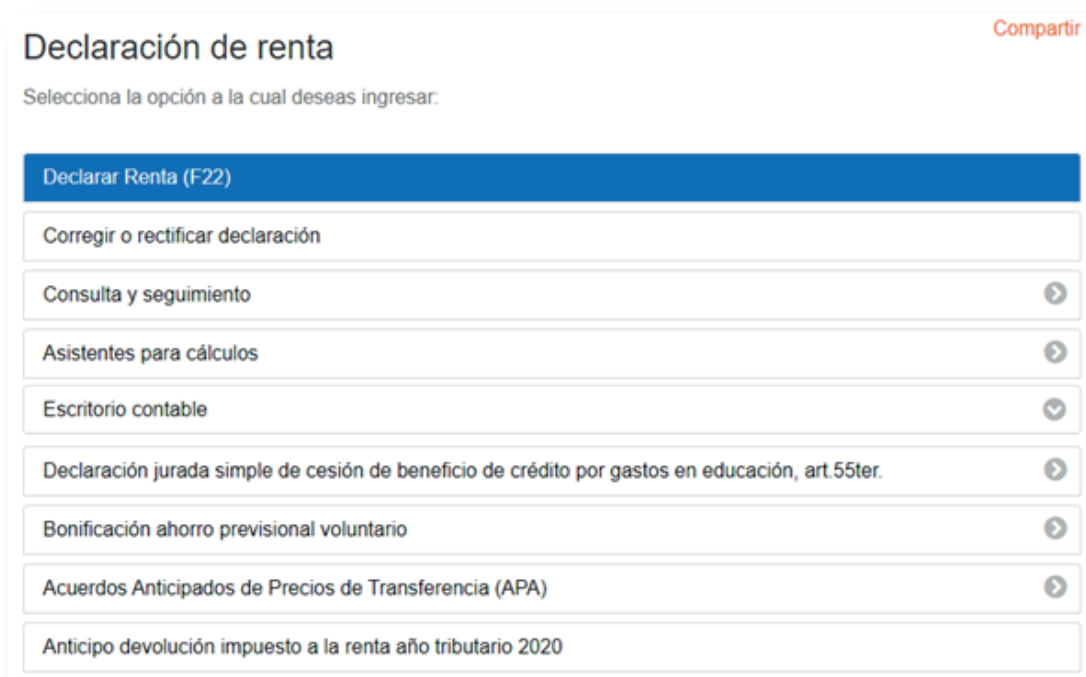 Compartir
Declaración de renta
Selecciona la opción a la cual deseas ingresar:
Declarar Renta (F22)
Corregir o rectificar declaración
Consulta y seguimiento
Asistentes para cálculos
Escritorio contable
Declaración jurada simple de cesión de beneficio de crédito por gastos en educación, art.55ter.
Bonificación ahorro previsional voluntario
Acuerdos Anticipados de Precios de Transferencia (APA)
Anticipo devolución impuesto a la renta año tributario 2020